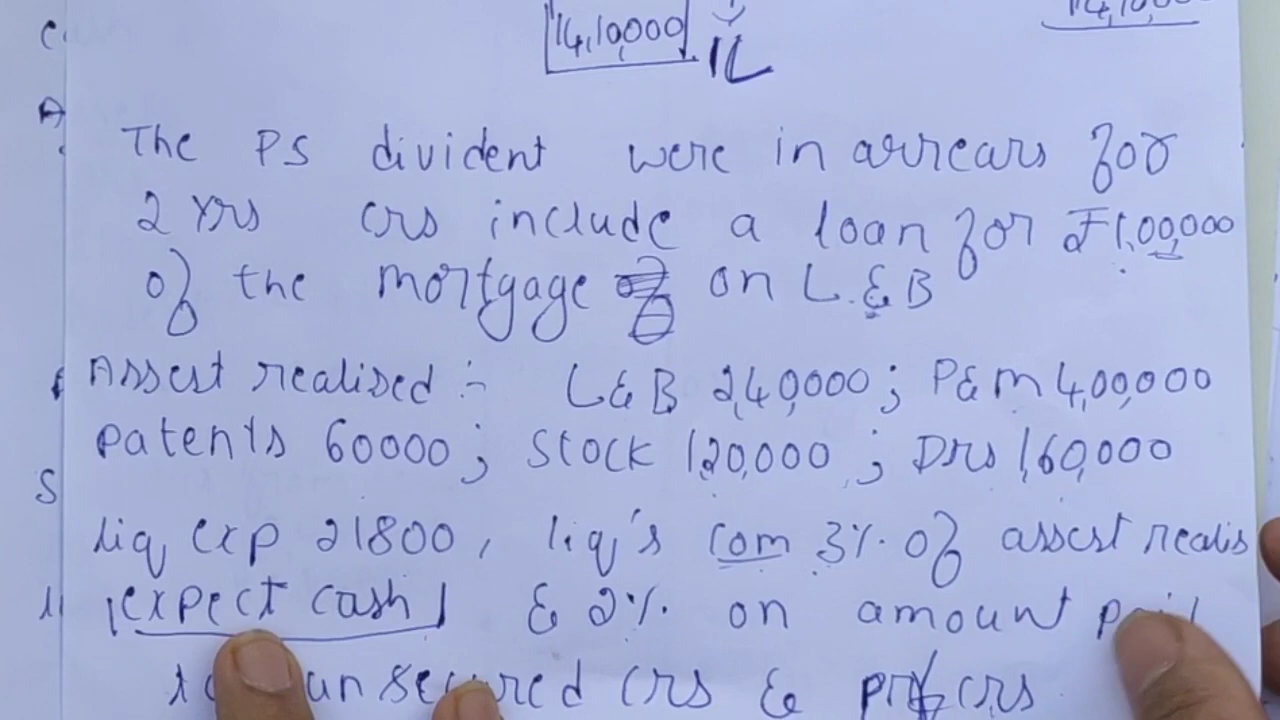 14,10,000
The PS divident were in arrears for
2 Yrs crs include a loan for ₹1,00,000
of the mortgage on L & B
Assest realised :- L&B 2,40,000; P&M 4,00,000
patents 60000; Stock 1,20,000; Drs 1,60,000
liq exp 21800, liq's com 3%. of assest realis
(expect cash) & 2%. on amount
unsecured crs & pref crs